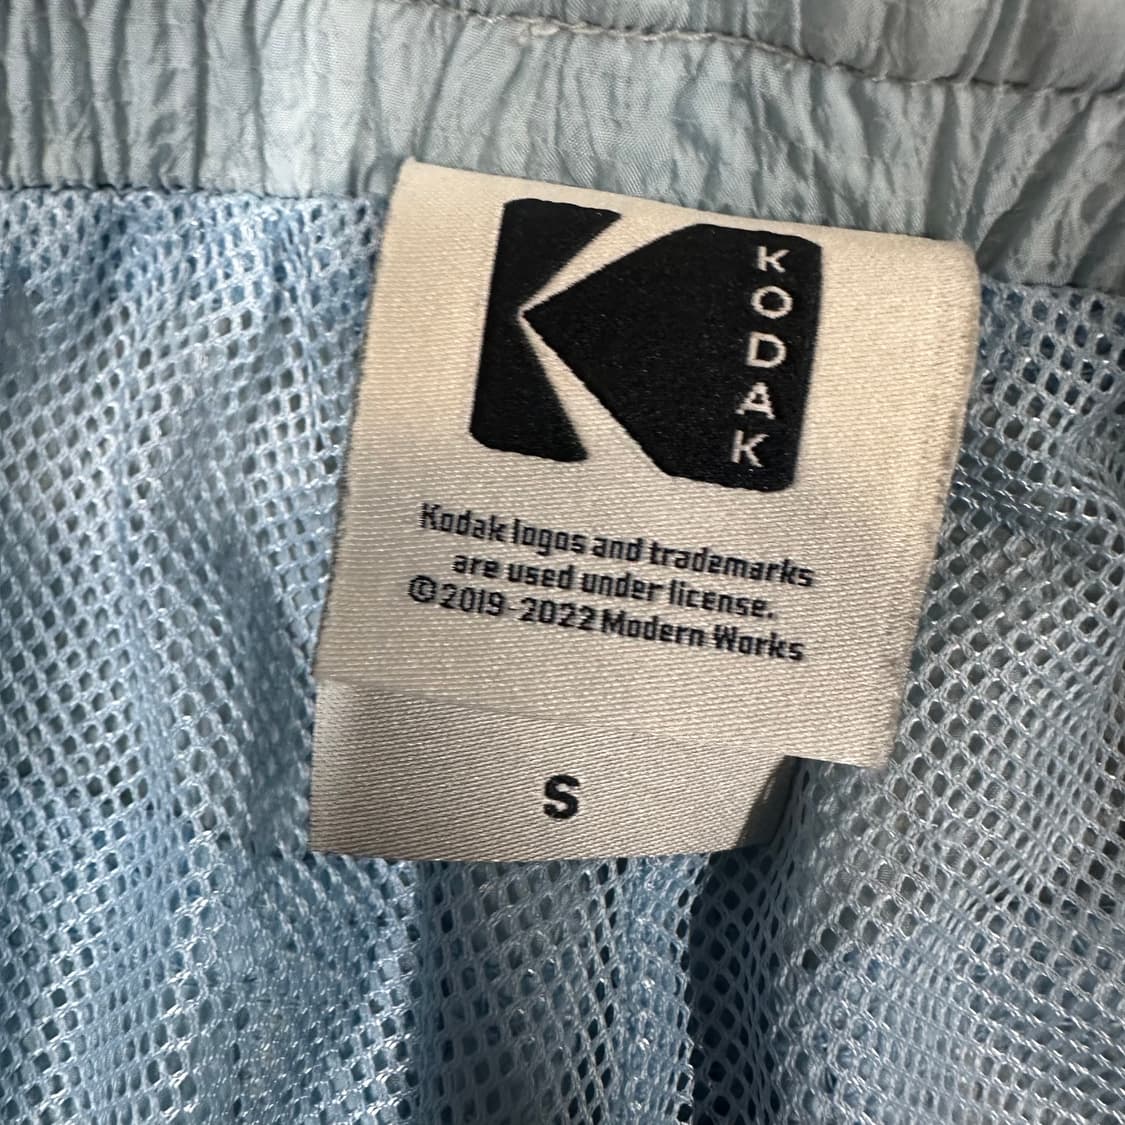 KODAK
Kodak logos and trademarks
are used under license.
©2019-2022 Modern Works
S